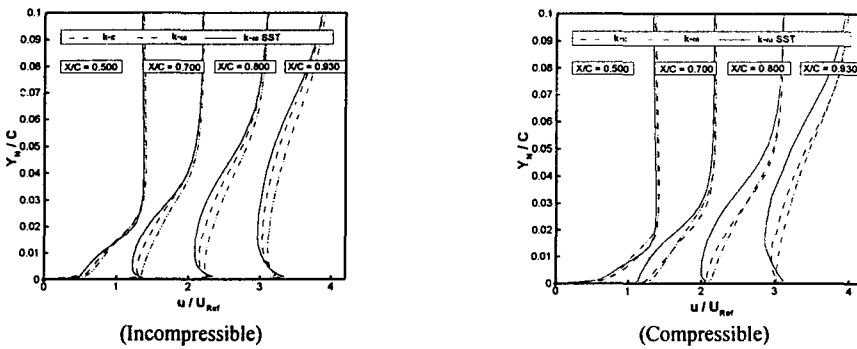 0.1
0.09
0.08
0.07
0.06
0.05
0.04
0.03
0.02
0.01
0
Y_N / C
k-ε k-ω k-ω SST
X/C = 0.500 X/C = 0.700 X/C = 0.800 X/C = 0.930
0 1 2 3 4
u / U_Ref
(Incompressible)
0.1
0.09
0.08
0.07
0.06
0.05
0.04
0.03
0.02
0.01
0
Y_N / C
k-ε k-ω k-ω SST
X/C = 0.500 X/C = 0.700 X/C = 0.800 X/C = 0.930
0 1 2 3 4
u / U_Ref
(Compressible)